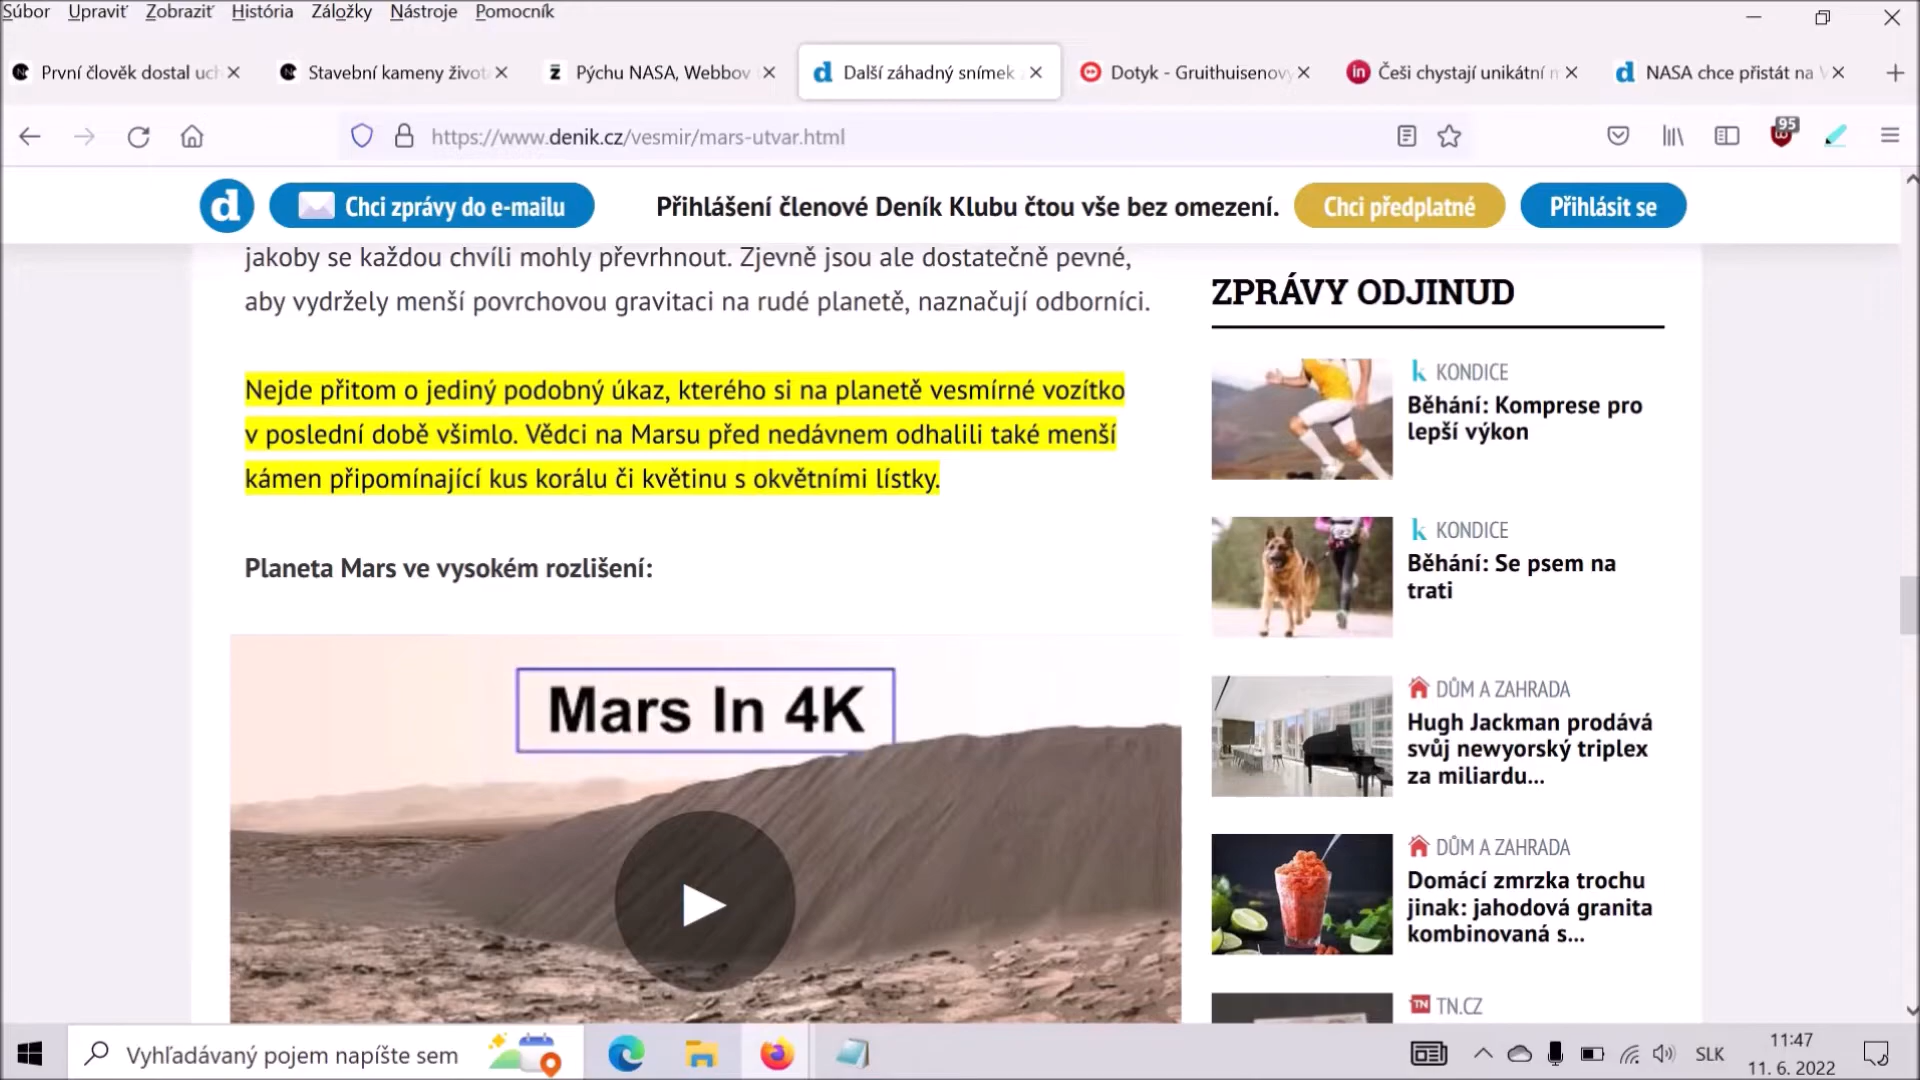 Súbor Upraviť Zobraziť História Záložky Nástroje Pomocník
První člověk dostal uch
Stavební kameny život
Pýchu NASA, Webbov
Další záhadný snímek
Dotyk - Gruithuisenov
Češi chystají unikátní
NASA chce přistát na
https://www.denik.cz/vesmir/mars-utvar.html
95
d
Chci zprávy do e-mailu
Přihlášení členové Deník Klubu čtou vše bez omezení.
Chci předplatné
Přihlásit se
jakoby se každou chvíli mohly převrhnout. Zjevně jsou ale dostatečně pevné,
aby vydržely menší povrchovou gravitaci na rudé planetě, naznačují odborníci.
Nejde přitom o jediný podobný úkaz, kterého si na planetě vesmírné vozítko
v poslední době všimlo. Vědci na Marsu před nedávnem odhalili také menší
kámen připomínající kus korálu či květinu s okvětními lístky.
Planeta Mars ve vysokém rozlišení:
Mars In 4K
ZPRÁVY ODJINUD
k KONDICE
Běhání: Komprese pro
lepší výkon
k KONDICE
Běhání: Se psem na
trati
DŮM A ZAHRADA
Hugh Jackman prodává
svůj newyorský triplex
za miliardu...
DŮM A ZAHRADA
Domácí zmrzka trochu
jinak: jahodová granita
kombinovaná s...
TN TN.CZ
Vyhľadávaný pojem napíšte sem
SLK
11:47
11. 6. 2022